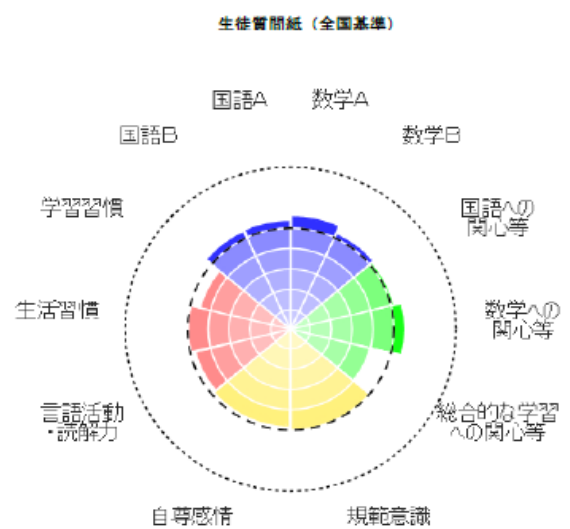 生徒質問紙（全国基準）
国語A
数学A
国語B
数学B
学習習慣
国語への
関心等
生活習慣
数学への
関心等
言語活動
・読解力
総合的な学習
への関心等
自尊感情
規範意識